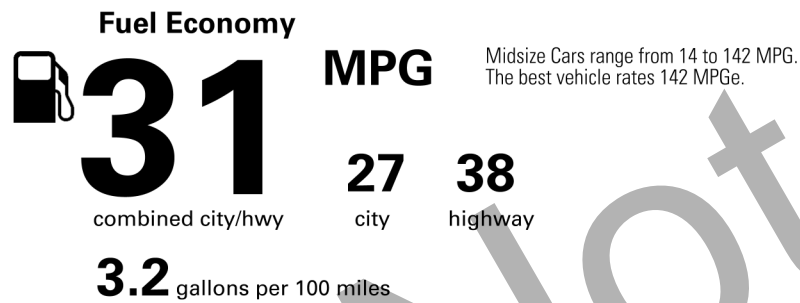 Fuel Economy
31 MPG
Midsize Cars range from 14 to 142 MPG.
The best vehicle rates 142 MPGe.
combined city/hwy
27 city
38 highway
3.2 gallons per 100 miles
Not